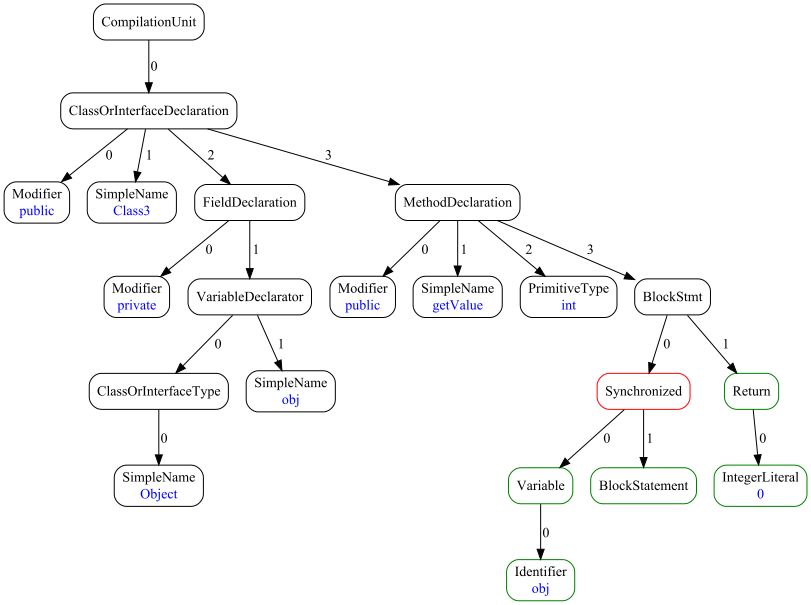 CompilationUnit
0
ClassOrInterfaceDeclaration
0
1
2
3
Modifier
public
SimpleName
Class3
FieldDeclaration
MethodDeclaration
0
1
0
1
2
3
Modifier
private
VariableDeclarator
Modifier
public
SimpleName
getValue
PrimitiveType
int
BlockStmt
0
1
0
1
ClassOrInterfaceType
SimpleName
obj
Synchronized
Return
0
0
1
0
SimpleName
Object
Variable
BlockStatement
IntegerLiteral
0
0
Identifier
obj